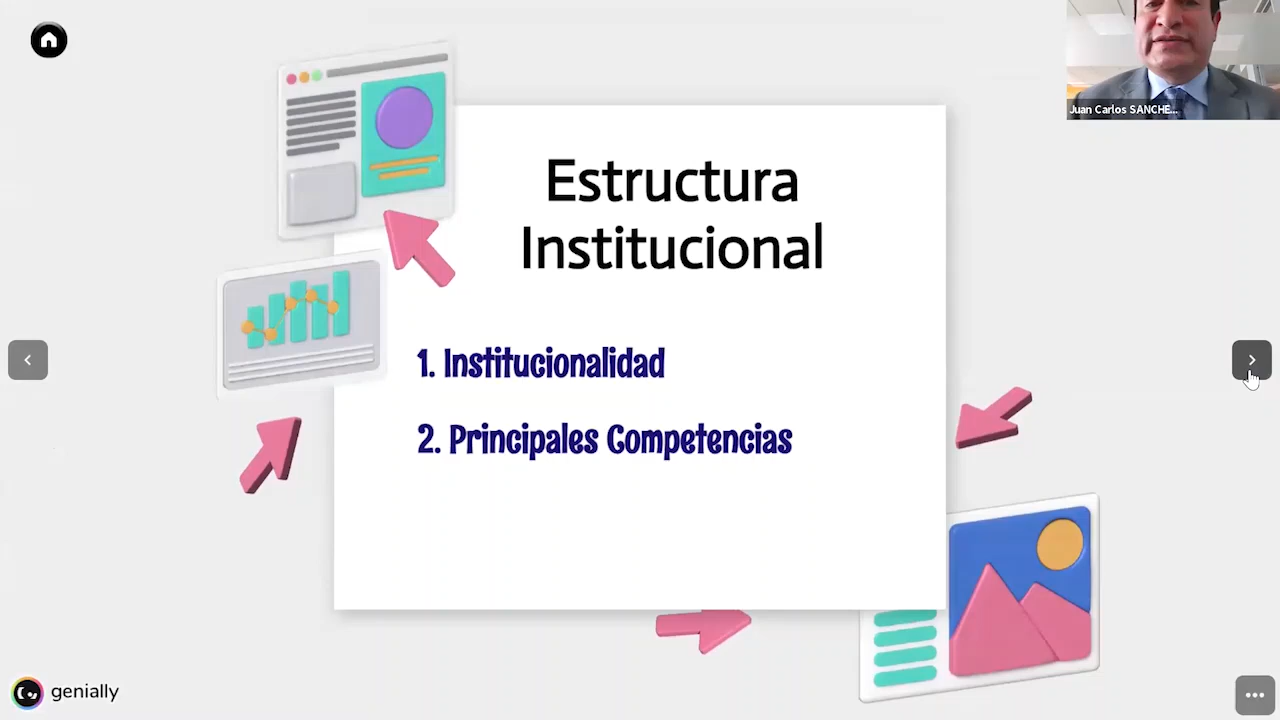 Juan Carlos SANCHE...
Estructura
Institucional
1. Institucionalidad
2. Principales Competencias
genially